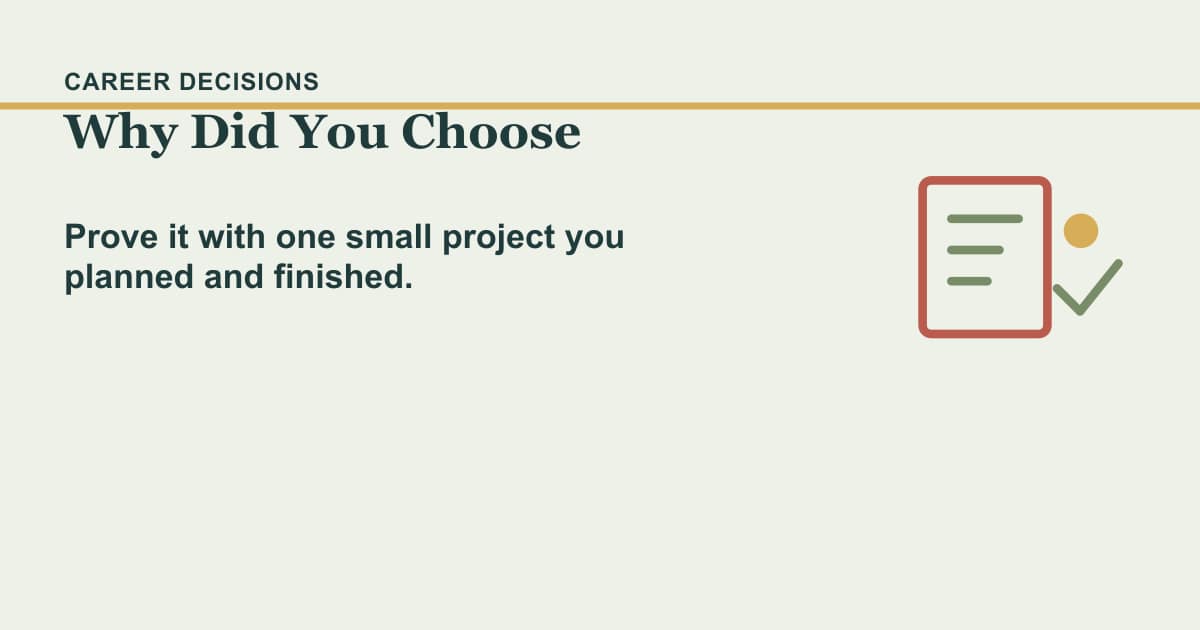 CAREER DECISIONS
Why Did You Choose
Prove it with one small project you
planned and finished.